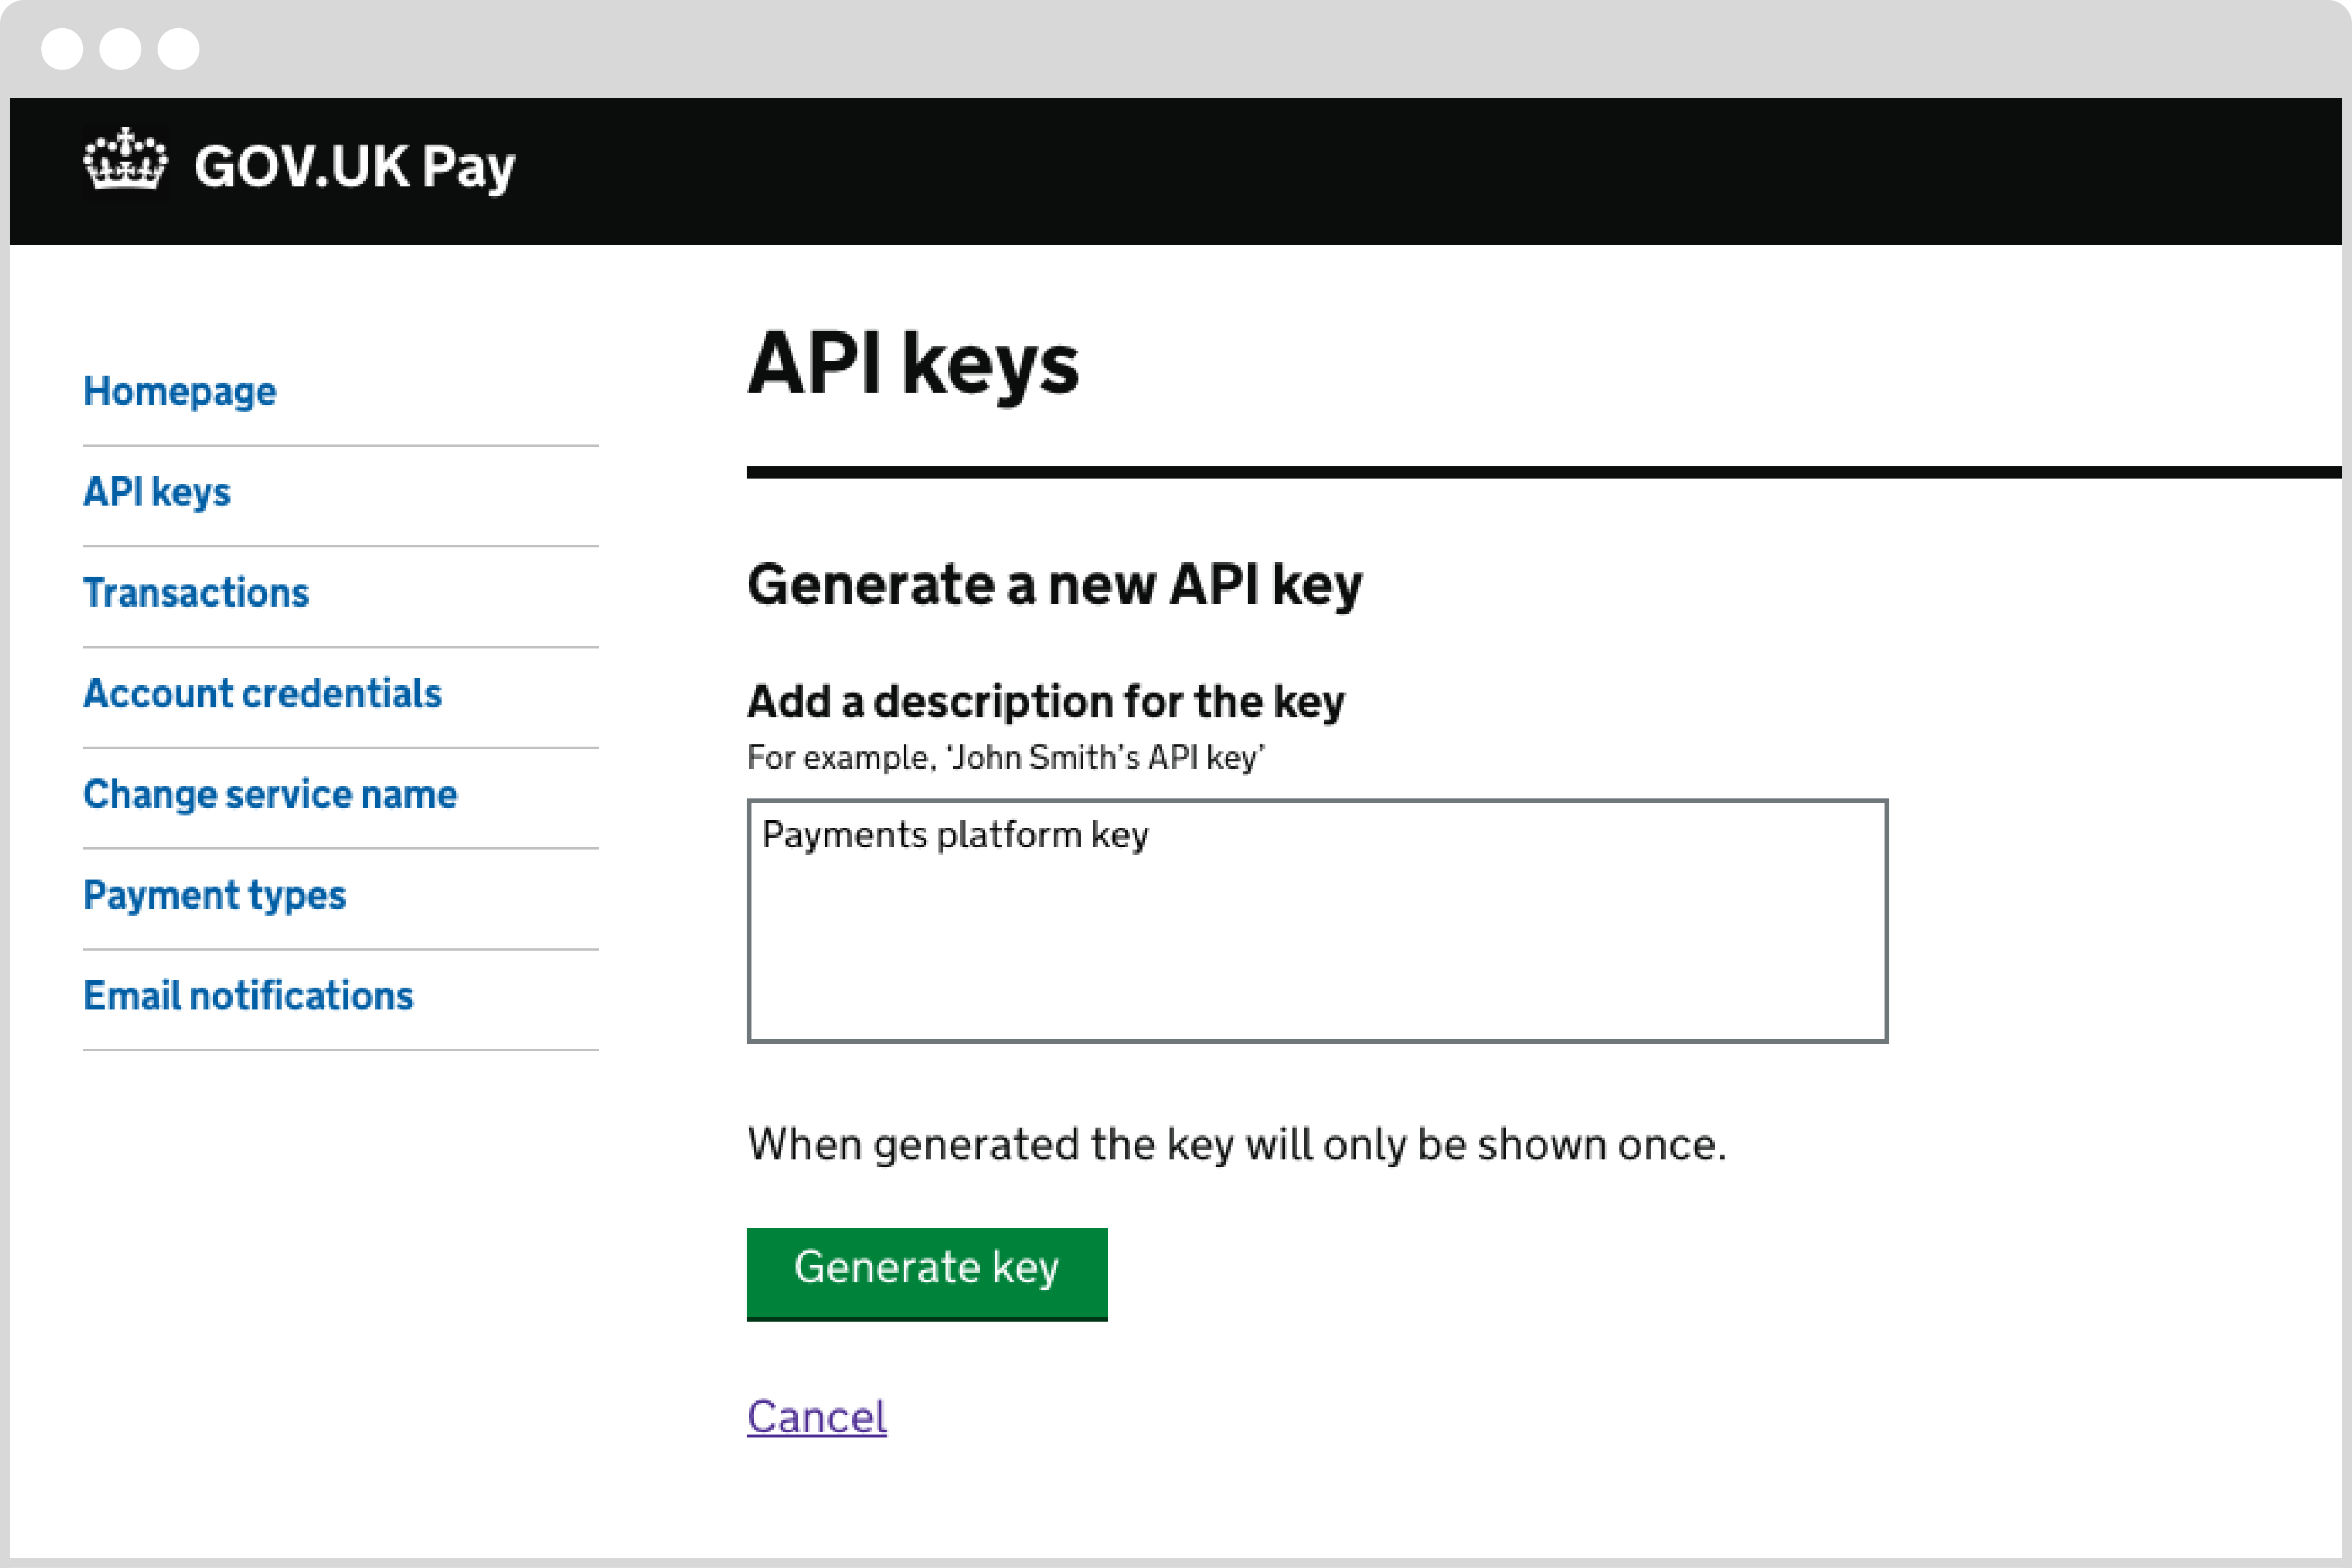 GOV.UK Pay
Homepage
API keys
Transactions
Account credentials
Change service name
Payment types
Email notifications
API keys
Generate a new API key
Add a description for the key
For example, ‘John Smith’s API key’
Payments platform key
When generated the key will only be shown once.
Generate key
Cancel